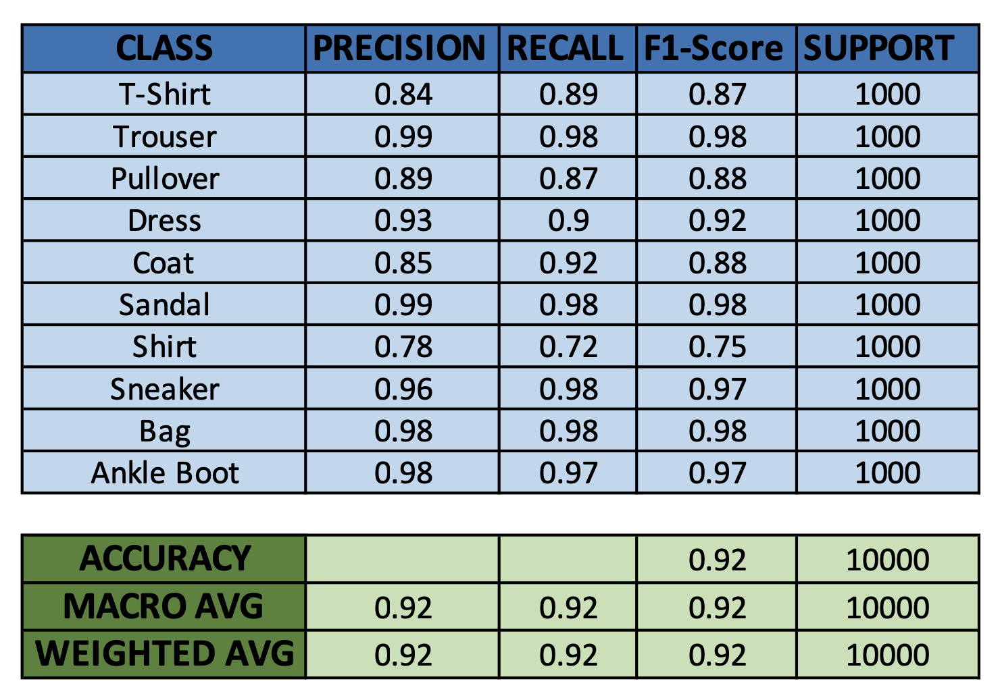 CLASS PRECISION RECALL F1-Score SUPPORT
T-Shirt 0.84 0.89 0.87 1000
Trouser 0.99 0.98 0.98 1000
Pullover 0.89 0.87 0.88 1000
Dress 0.93 0.9 0.92 1000
Coat 0.85 0.92 0.88 1000
Sandal 0.99 0.98 0.98 1000
Shirt 0.78 0.72 0.75 1000
Sneaker 0.96 0.98 0.97 1000
Bag 0.98 0.98 0.98 1000
Ankle Boot 0.98 0.97 0.97 1000
ACCURACY 0.92 10000
MACRO AVG 0.92 0.92 0.92 10000
WEIGHTED AVG 0.92 0.92 0.92 10000